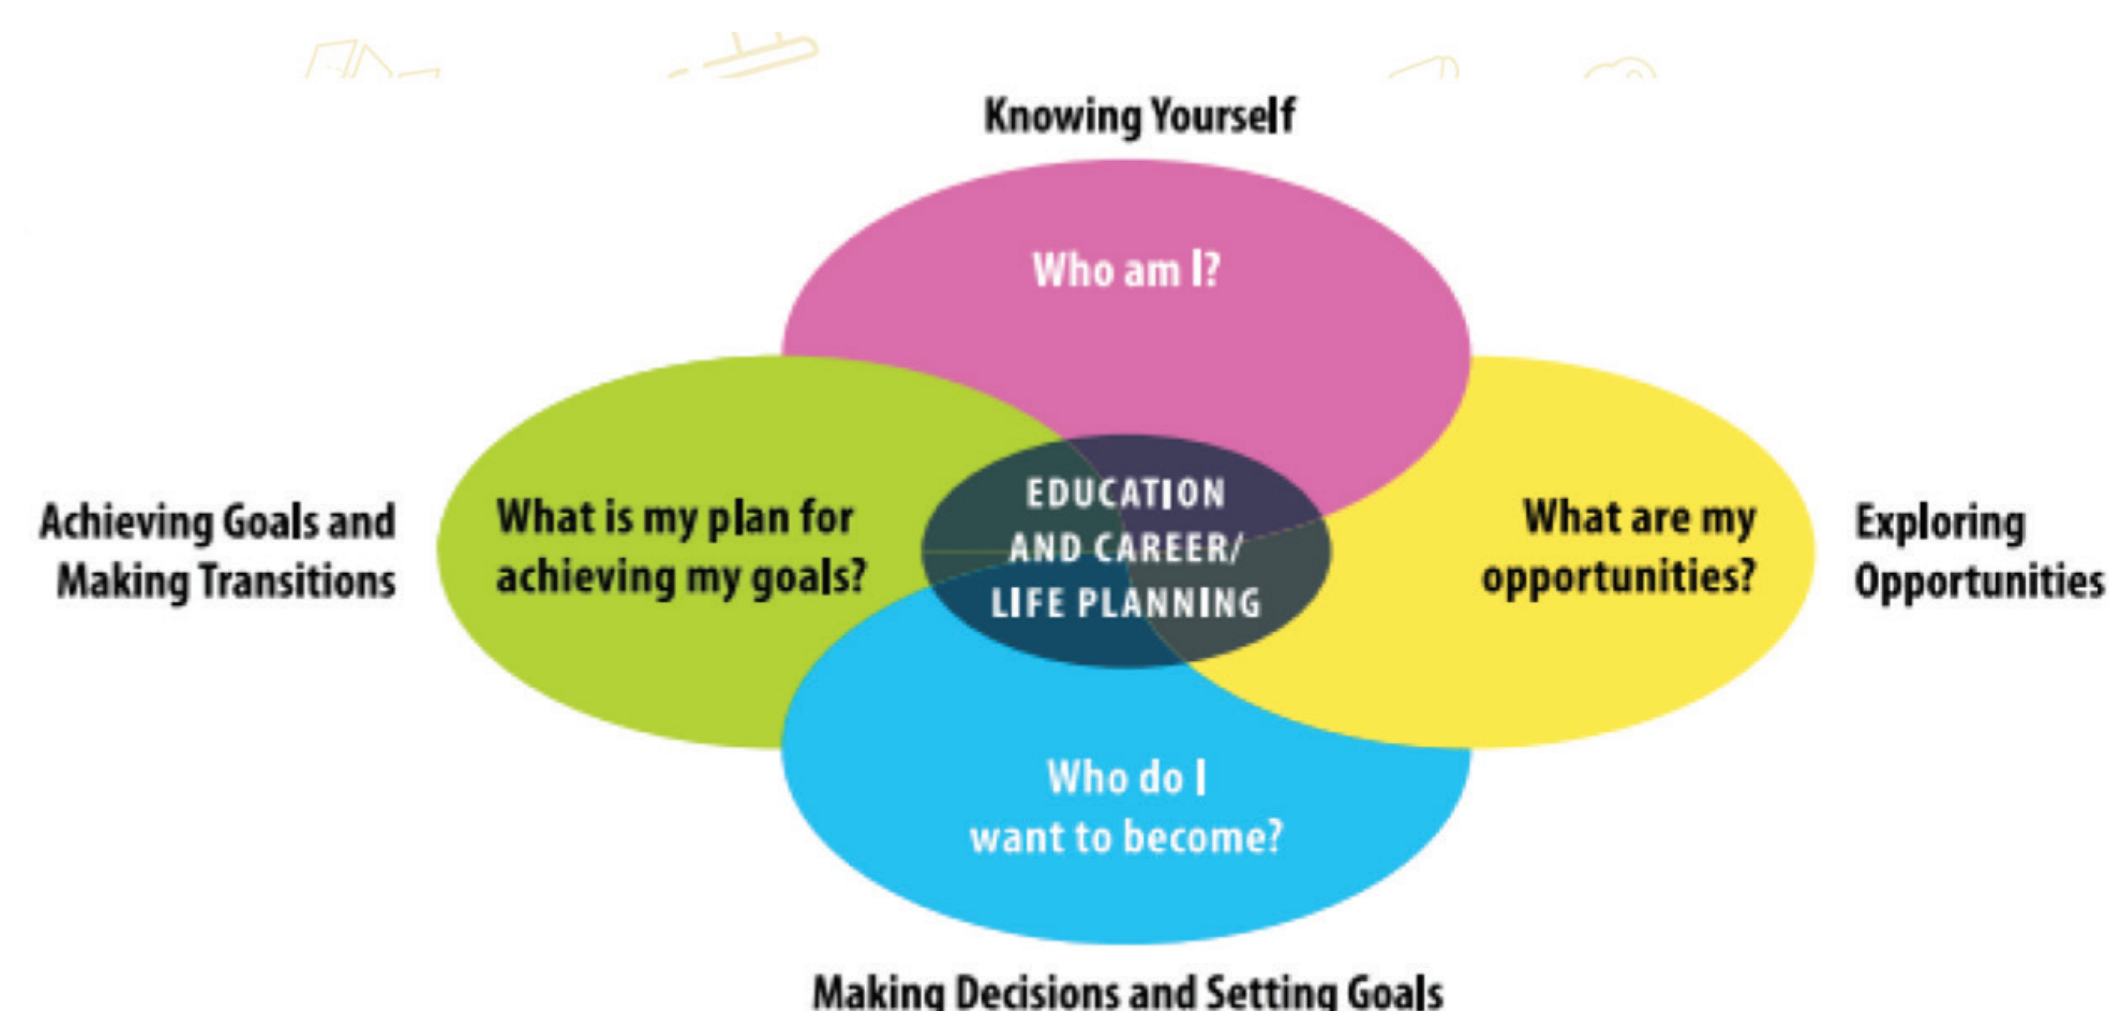 Knowing Yourself
Who am I?
Achieving Goals and
Making Transitions
What is my plan for
achieving my goals?
EDUCATION
AND CAREER/
LIFE PLANNING
What are my
opportunities?
Exploring
Opportunities
Who do I
want to become?
Making Decisions and Setting Goals